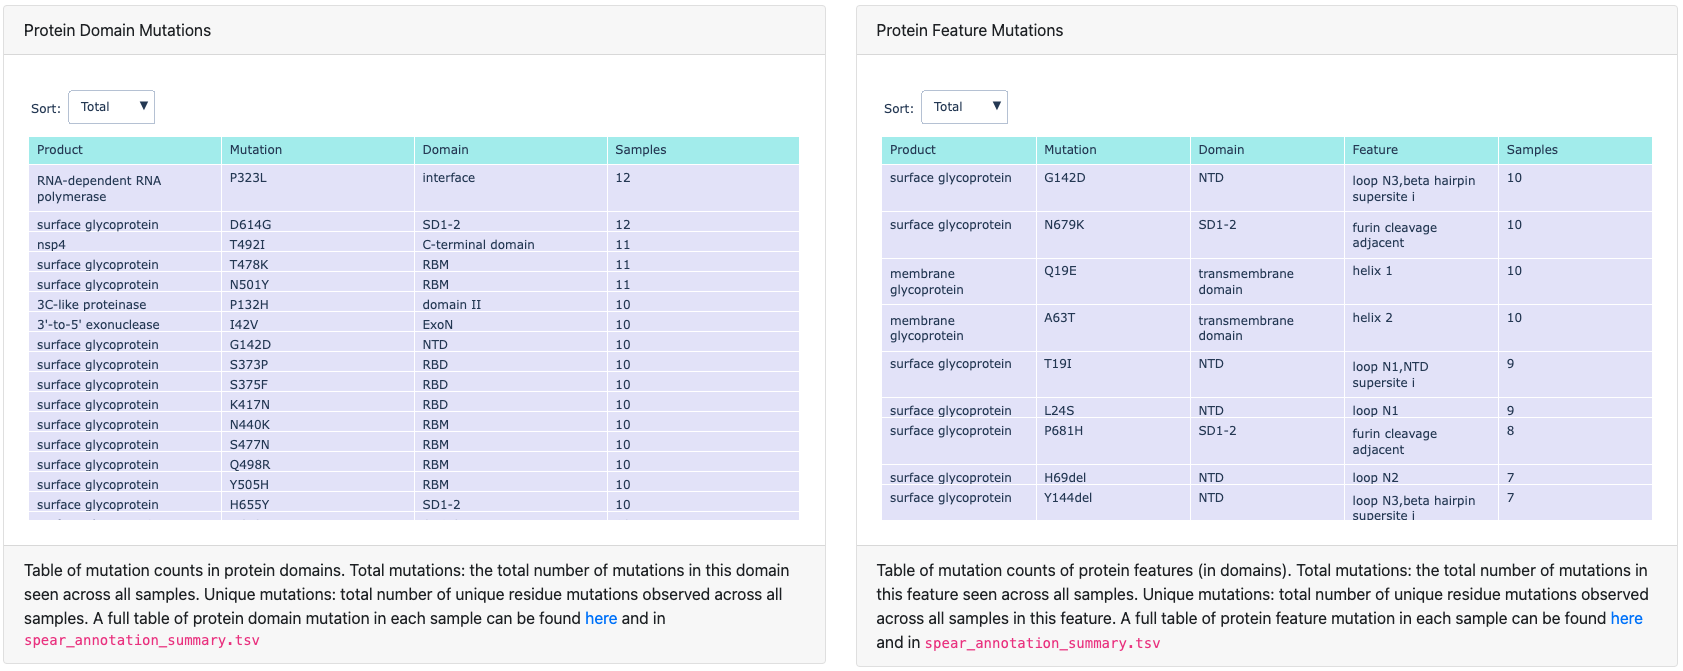 Protein Domain Mutations
Sort: Total ▼
Product Mutation Domain Samples
RNA-dependent RNA polymerase P323L interface 12
surface glycoprotein D614G SD1-2 12
nsp4 T492I C-terminal domain 11
surface glycoprotein T478K RBM 11
surface glycoprotein N501Y RBM 11
3C-like proteinase P132H domain II 10
3'-to-5' exonuclease I42V ExoN 10
surface glycoprotein G142D NTD 10
surface glycoprotein S373P RBD 10
surface glycoprotein S375F RBD 10
surface glycoprotein K417N RBD 10
surface glycoprotein N440K RBM 10
surface glycoprotein S477N RBM 10
surface glycoprotein Q498R RBM 10
surface glycoprotein Y505H RBM 10
surface glycoprotein H655Y SD1-2 10
Table of mutation counts in protein domains. Total mutations: the total number of mutations in this domain
seen across all samples. Unique mutations: total number of unique residue mutations observed across all
samples. A full table of protein domain mutation in each sample can be found here and in
spear_annotation_summary.tsv
Protein Feature Mutations
Sort: Total ▼
Product Mutation Domain Feature Samples
surface glycoprotein G142D NTD loop N3,beta hairpin supersite i 10
surface glycoprotein N679K SD1-2 furin cleavage adjacent 10
membrane glycoprotein Q19E transmembrane domain helix 1 10
membrane glycoprotein A63T transmembrane domain helix 2 10
surface glycoprotein T19I NTD loop N1,NTD supersite i 9
surface glycoprotein L24S NTD loop N1 9
surface glycoprotein P681H SD1-2 furin cleavage adjacent 8
surface glycoprotein H69del NTD loop N2 7
surface glycoprotein Y144del NTD loop N3,beta hairpin supersite i 7
Table of mutation counts of protein features (in domains). Total mutations: the total number of mutations in
this feature seen across all samples. Unique mutations: total number of unique residue mutations observed
across all samples in this feature. A full table of protein feature mutation in each sample can be found here
and in spear_annotation_summary.tsv